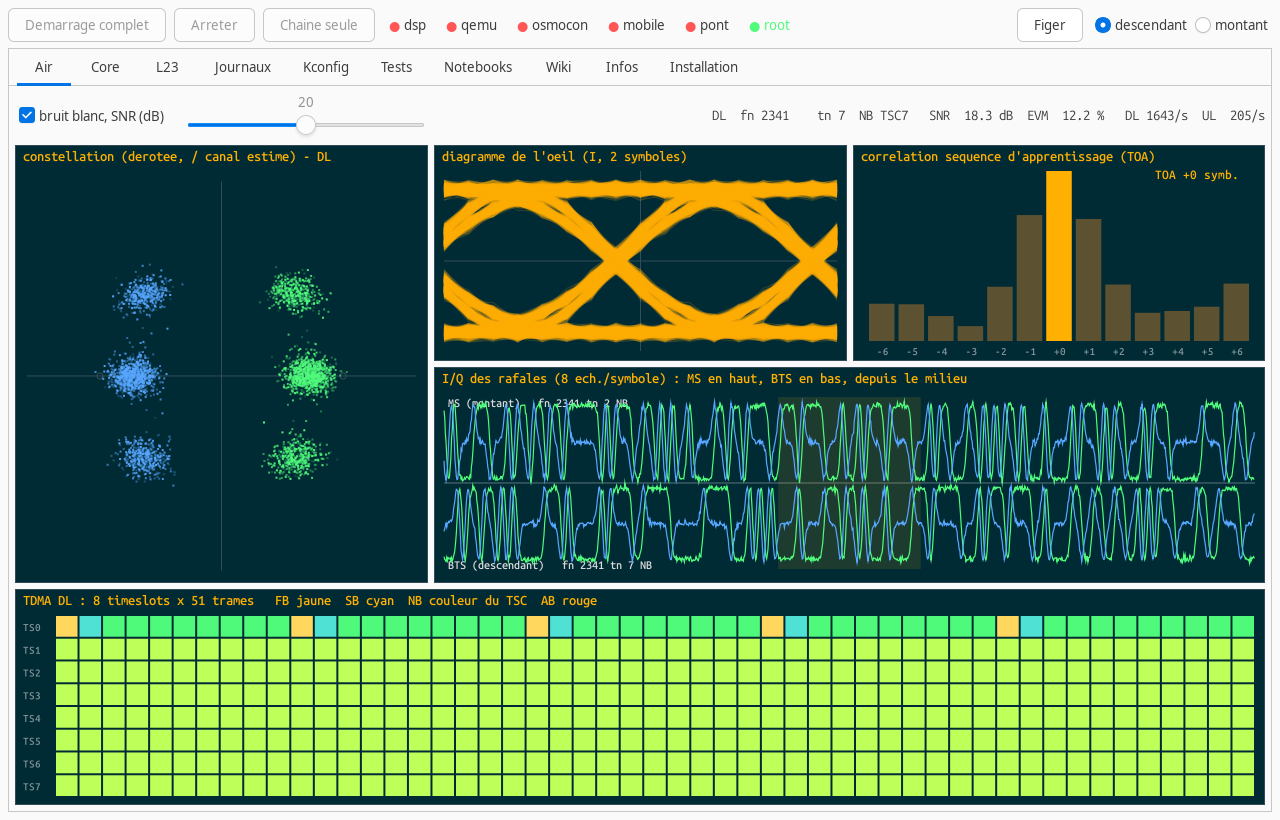 Demarrage complet Arreter Chaine seule dsp qemu osmocon mobile pont root Figer descendant montant
Air Core L23 Journaux Kconfig Tests Notebooks Wiki Infos Installation
20
bruit blanc, SNR (dB) DL fn 2341 tn 7 NB TSC7 SNR 18.3 dB EVM 12.2 % DL 1643/s UL 205/s
constellation (derotee, / canal estime) - DL
diagramme de l'oeil (I, 2 symboles)
correlation sequence d'apprentissage (TOA)
TOA +0 symb.
-6 -5 -4 -3 -2 -1 +0 +1 +2 +3 +4 +5 +6
I/Q des rafales (8 ech./symbole) : MS en haut, BTS en bas, depuis le milieu
MS (montant) fn 2341 tn 2 NB
BTS (descendant) fn 2341 tn 7 NB
TDMA DL : 8 timeslots x 51 trames FB jaune SB cyan NB couleur du TSC AB rouge
TS0
TS1
TS2
TS3
TS4
TS5
TS6
TS7